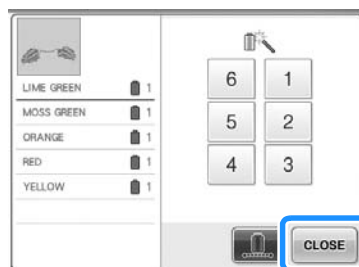 LIME GREEN 1
MOSS GREEN 1
ORANGE 1
RED 1
YELLOW 1
6 1
5 2
4 3
CLOSE